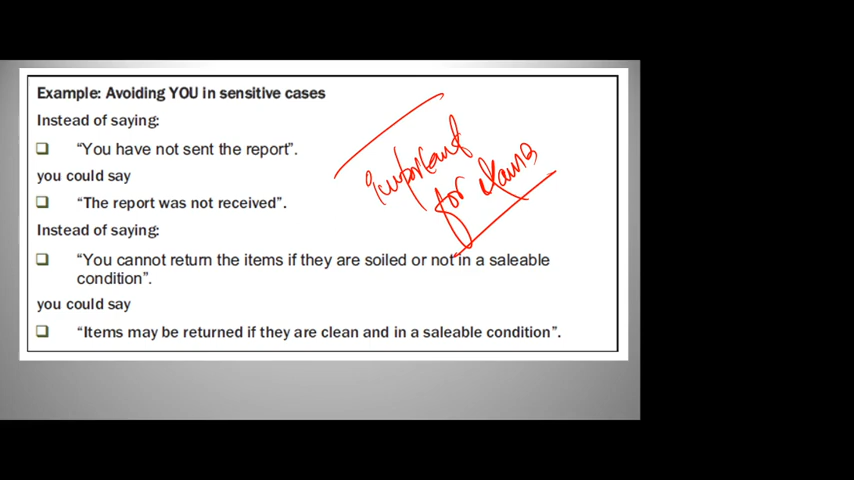 Example: Avoiding YOU in sensitive cases
Instead of saying:
“You have not sent the report”.
you could say
“The report was not received”.
Instead of saying:
“You cannot return the items if they are soiled or not in a saleable
condition”.
you could say
“Items may be returned if they are clean and in a saleable condition”.
Important
for